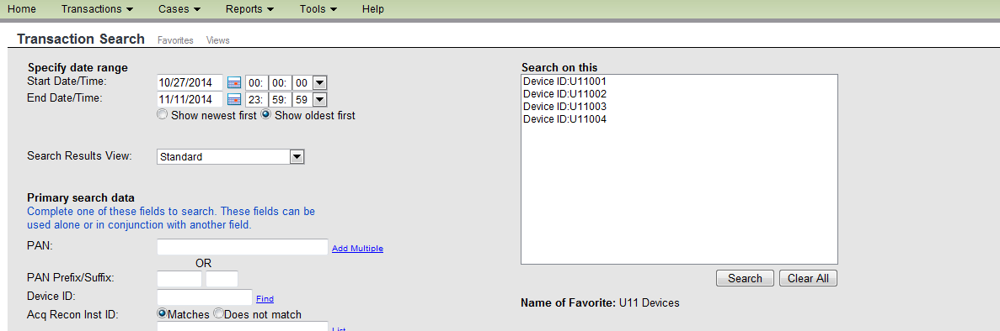 Home Transactions Cases Reports Tools Help
Transaction Search Favorites Views
Specify date range
Start Date/Time: 10/27/2014 00: 00: 00
End Date/Time: 11/11/2014 23: 59: 59
Show newest first Show oldest first
Search Results View: Standard
Primary search data
Complete one of these fields to search. These fields can be
used alone or in conjunction with another field.
PAN: Add Multiple
OR
PAN Prefix/Suffix:
Device ID: Find
Acq Recon Inst ID: Matches Does not match
List
Search on this
Device ID:U11001
Device ID:U11002
Device ID:U11003
Device ID:U11004
Search Clear All
Name of Favorite: U11 Devices